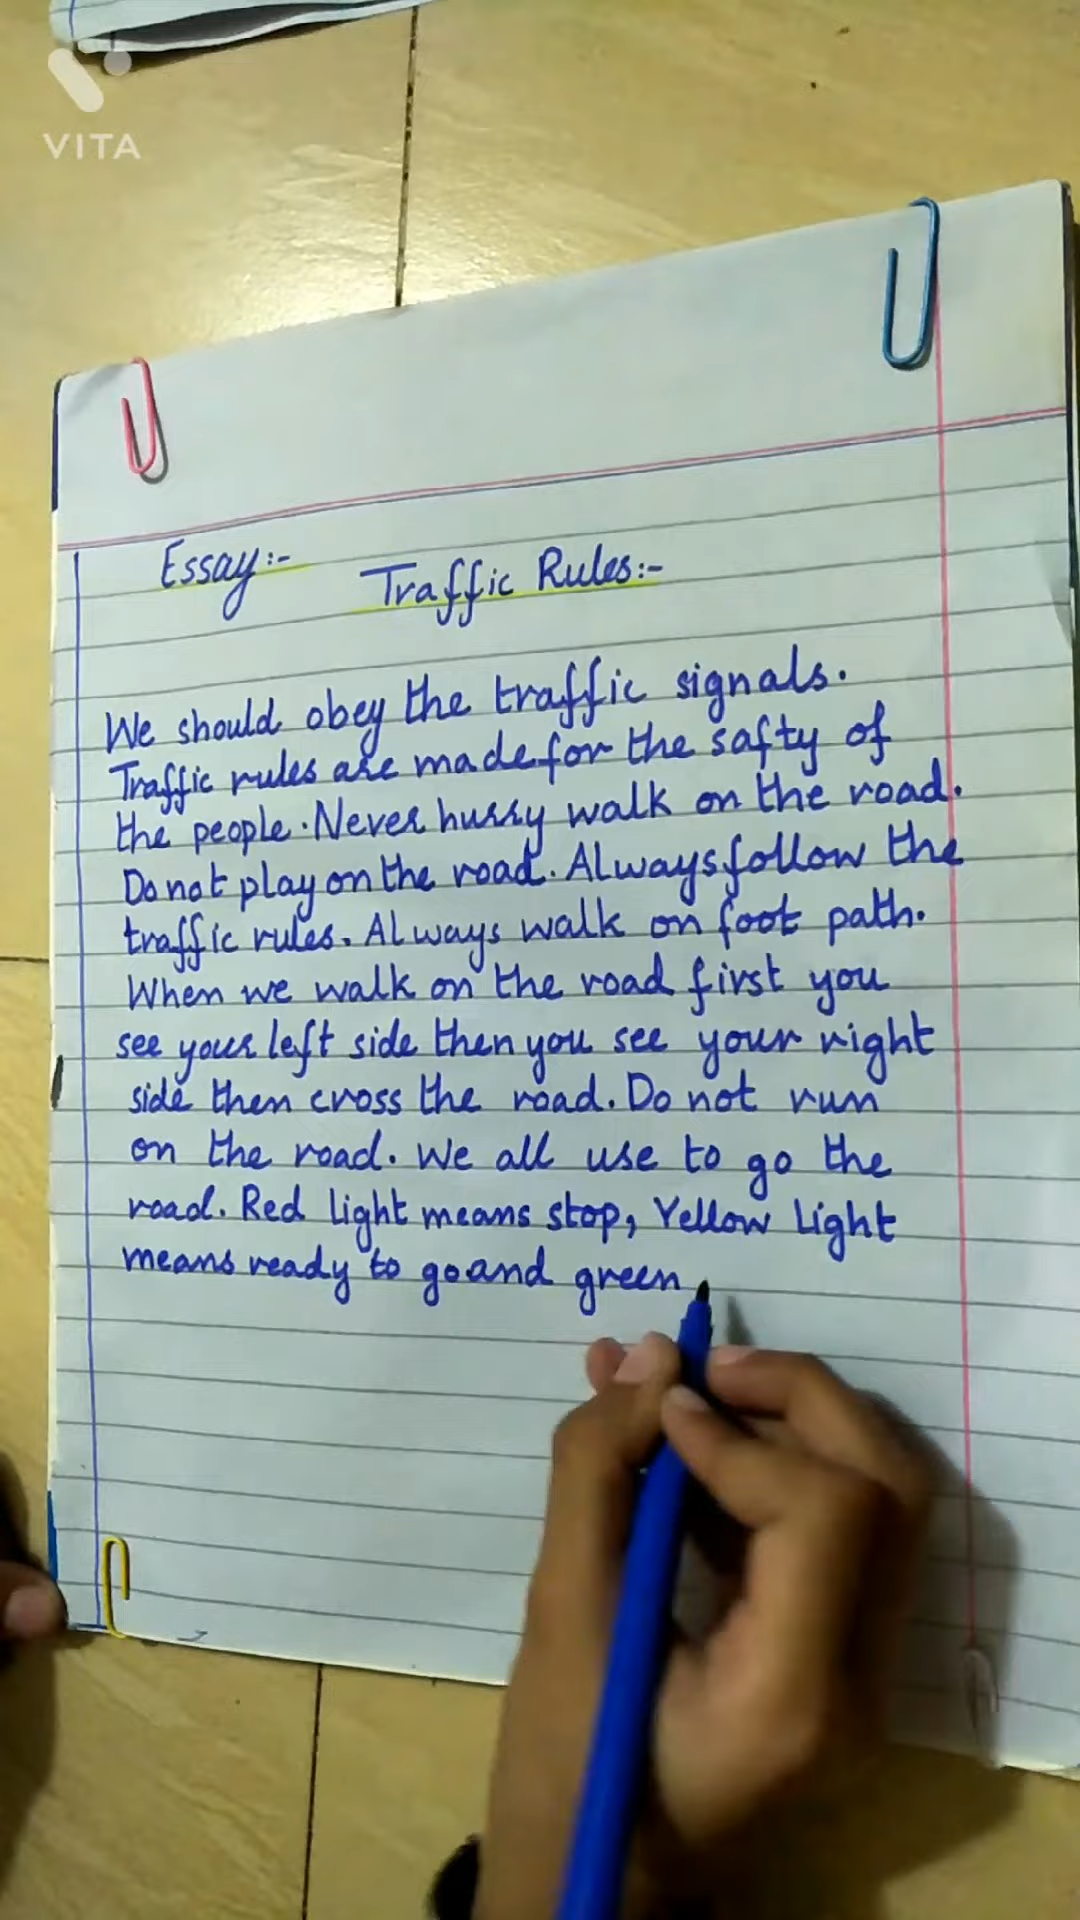 VITA
Essay:-
Traffic Rules:-
We should obey the traffic signals.
Traffic rules are made for the safty of
the people. Never hurry walk on the road.
Do not play on the road. Always follow the
traffic rules. Always walk on foot path.
When we walk on the road first you
see your left side then you see your right
side then cross the road. Do not run
on the road. We all use to go the
road. Red light means stop, Yellow Light
means ready to go and green